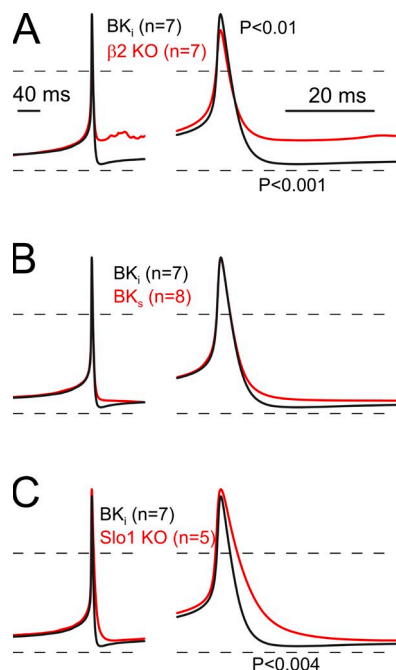 A
BKi (n=7)
β2 KO (n=7)
P<0.01
40 ms
20 ms
P<0.001
B
BKi (n=7)
BKs (n=8)
C
BKi (n=7)
Slo1 KO (n=5)
P<0.004